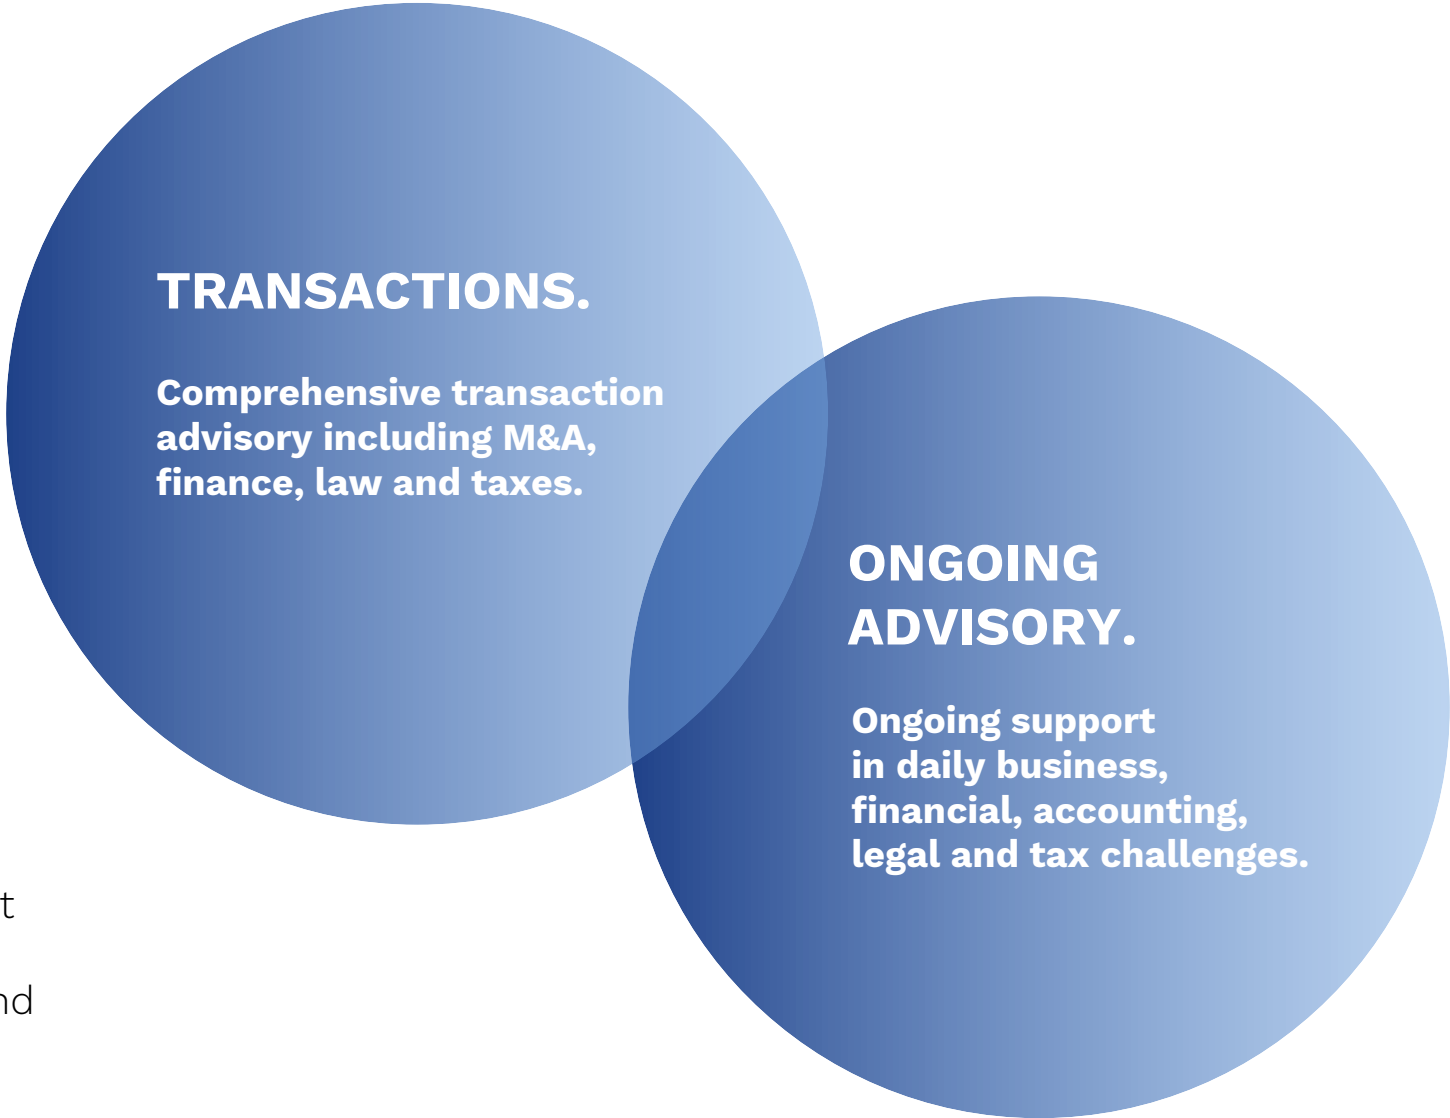 TRANSACTIONS.
Comprehensive transaction
advisory including M&A,
finance, law and taxes.
ONGOING
ADVISORY.
Ongoing support
in daily business,
financial, accounting,
legal and tax challenges.